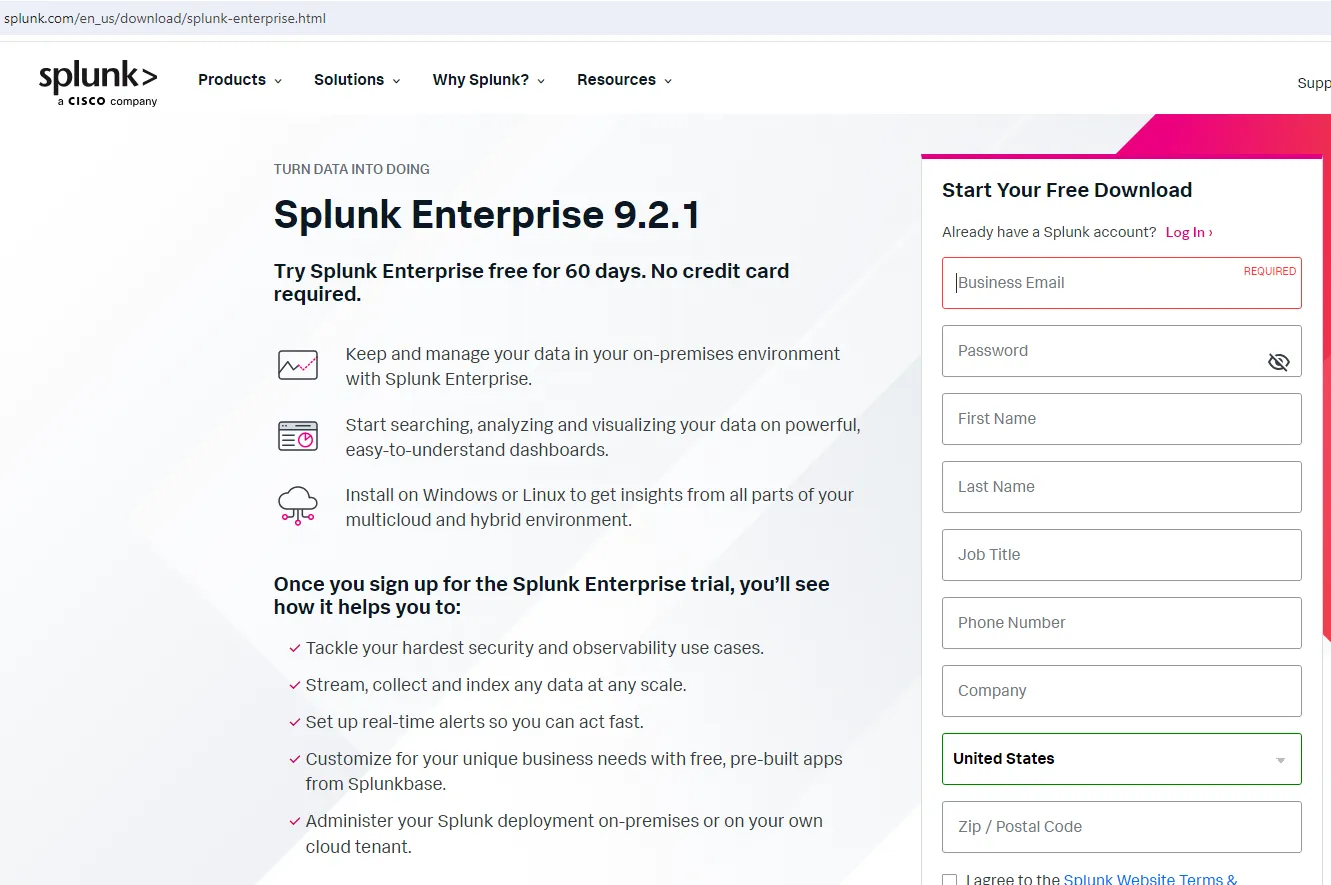 splunk.com/en_us/download/splunk-enterprise.html
splunk>
a CISCO company
Products
Solutions
Why Splunk?
Resources
Supp
TURN DATA INTO DOING
Splunk Enterprise 9.2.1
Try Splunk Enterprise free for 60 days. No credit card
required.
Keep and manage your data in your on-premises environment
with Splunk Enterprise.
Start searching, analyzing and visualizing your data on powerful,
easy-to-understand dashboards.
Install on Windows or Linux to get insights from all parts of your
multicloud and hybrid environment.
Once you sign up for the Splunk Enterprise trial, you’ll see
how it helps you to:
Tackle your hardest security and observability use cases.
Stream, collect and index any data at any scale.
Set up real-time alerts so you can act fast.
Customize for your unique business needs with free, pre-built apps
from Splunkbase.
Administer your Splunk deployment on-premises or on your own
cloud tenant.
Start Your Free Download
Already have a Splunk account? Log In ›
REQUIRED
Business Email
Password
First Name
Last Name
Job Title
Phone Number
Company
United States
Zip / Postal Code
I agree to the Splunk Website Terms &